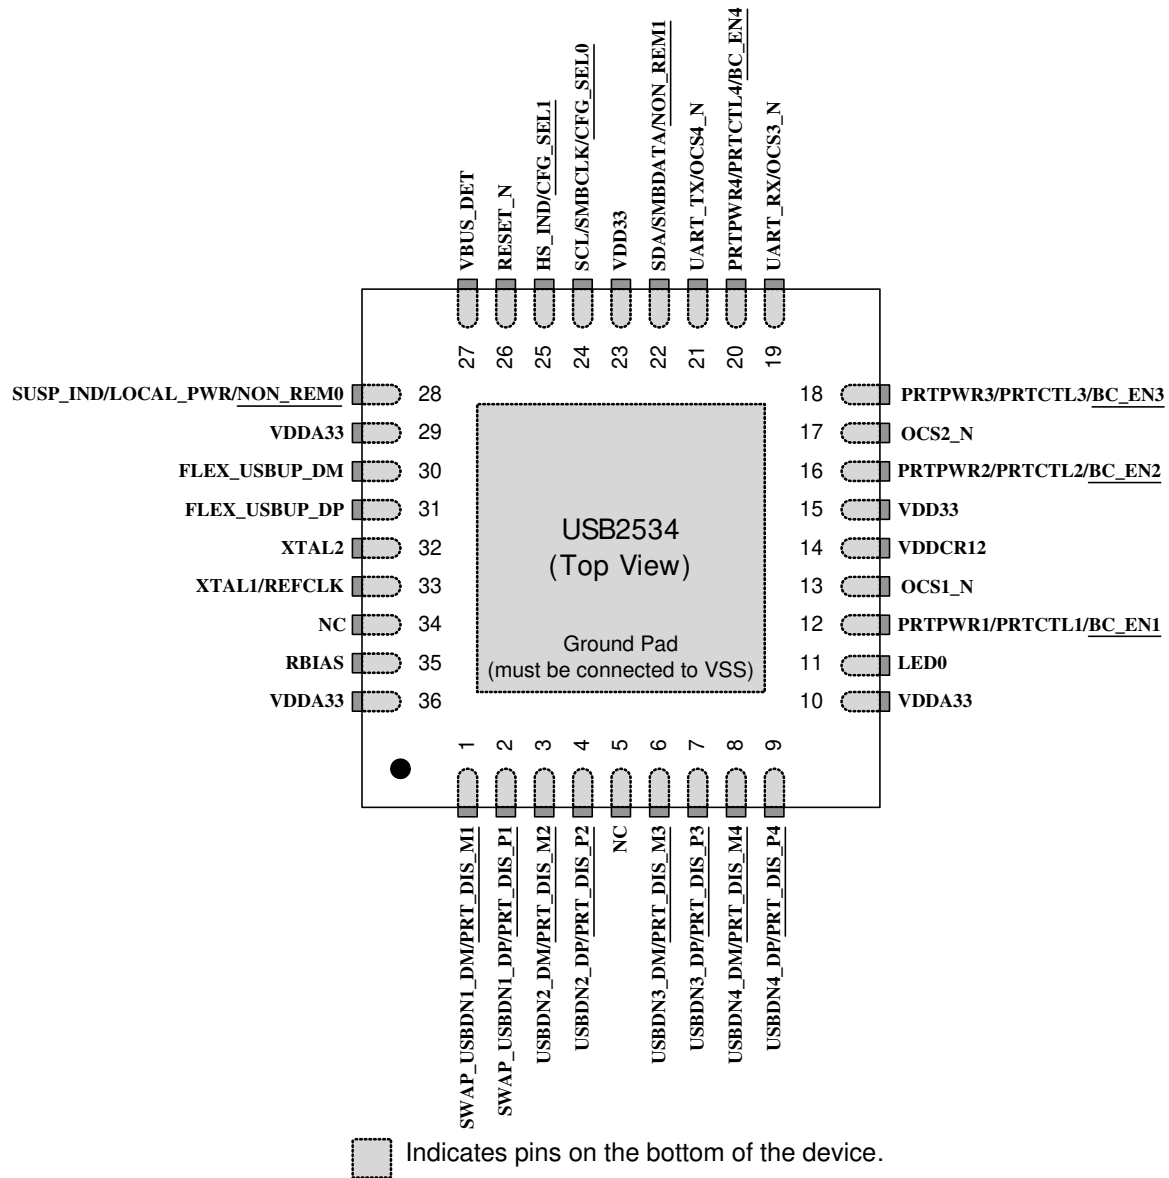 VBUS_DET
RESET_N
HS_IND/CFG_SEL1
SCL/SMBCLK/CFG_SEL0
VDD33
SDA/SMBDATA/NON_REM1
UART_TX/OCS4_N
PRTPWR4/PRTCTL4/BC_EN4
UART_RX/OCS3_N
27
26
25
24
23
22
21
20
19
SUSP_IND/LOCAL_PWR/NON_REM0
28
VDDA33
29
FLEX_USBUP_DM
30
FLEX_USBUP_DP
31
XTAL2
32
XTAL1/REFCLK
33
NC
34
RBIAS
35
VDDA33
36
USB2534
(Top View)
Ground Pad
(must be connected to VSS)
18
PRTPWR3/PRTCTL3/BC_EN3
17
OCS2_N
16
PRTPWR2/PRTCTL2/BC_EN2
15
VDD33
14
VDDCR12
13
OCS1_N
12
PRTPWR1/PRTCTL1/BC_EN1
11
LED0
10
VDDA33
1
2
3
4
5
6
7
8
9
SWAP_USBDN1_DM/PRT_DIS_M1
SWAP_USBDN1_DP/PRT_DIS_P1
USBDN2_DM/PRT_DIS_M2
USBDN2_DP/PRT_DIS_P2
NC
USBDN3_DM/PRT_DIS_M3
USBDN3_DP/PRT_DIS_P3
USBDN4_DM/PRT_DIS_M4
USBDN4_DP/PRT_DIS_P4
Indicates pins on the bottom of the device.